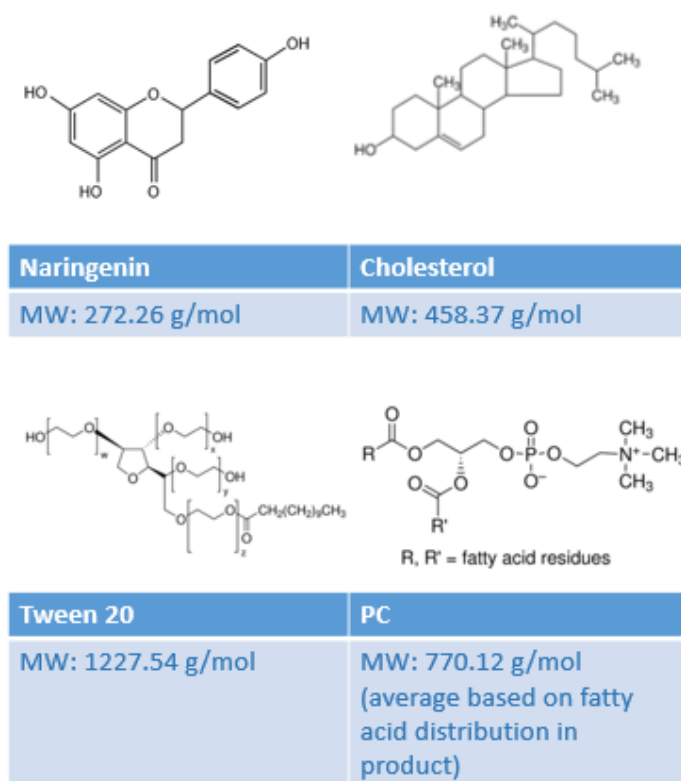 OH
HO
O
HO
O
H₃C
CH₃
CH₃
CH₃
CH₃
HO
Naringenin
Cholesterol
MW: 272.26 g/mol
MW: 458.37 g/mol
HO
O
w
O
OH
x
O
O
OH
y
O
O
z
CH₂(CH₂)₉CH₃
O
O
R
O
O
O
P
O
O⁻
O
R'
CH₃
N⁺
CH₃
CH₃
R, R' = fatty acid residues
Tween 20
PC
MW: 1227.54 g/mol
MW: 770.12 g/mol
(average based on fatty
acid distribution in
product)